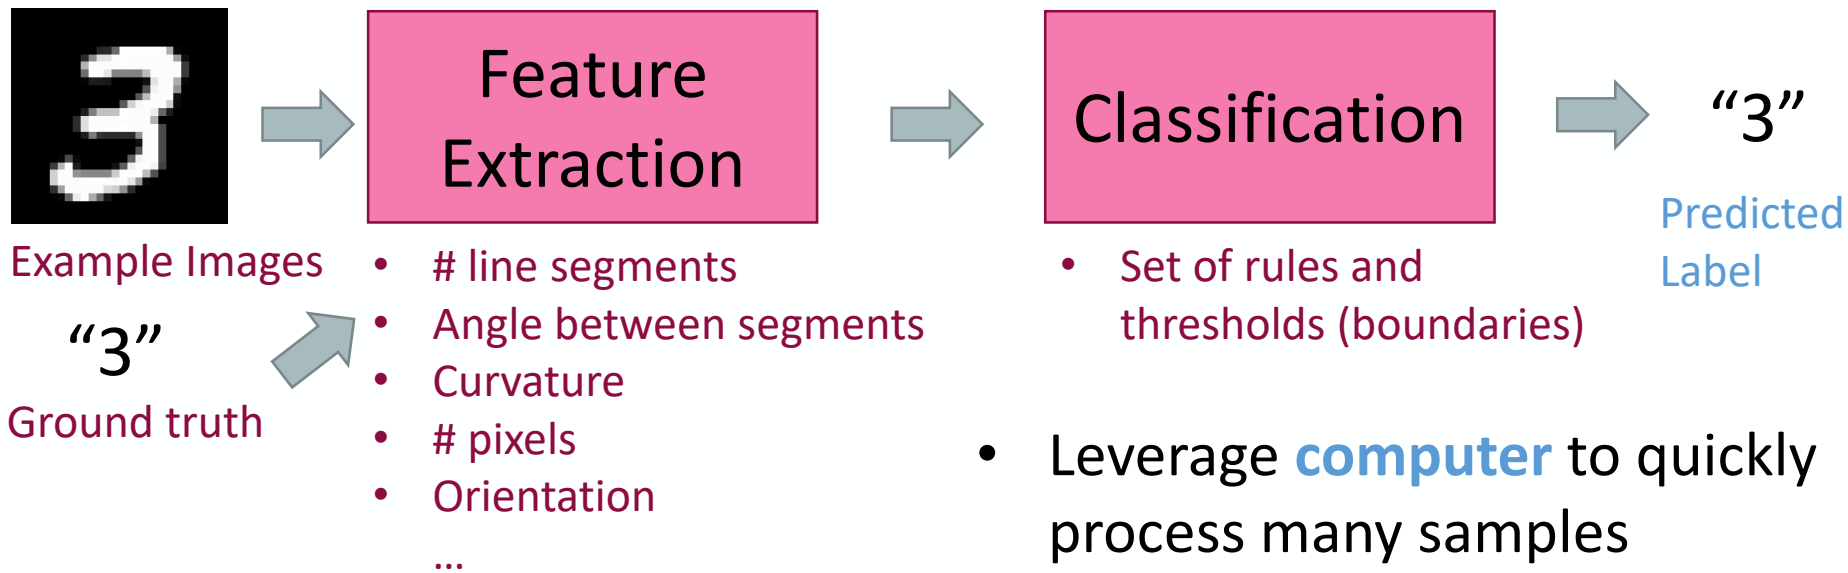 Feature
Extraction
Classification
“3”
Predicted
Label
Example Images
“3”
Ground truth
• # line segments
• Angle between segments
• Curvature
• # pixels
• Orientation
...
• Set of rules and
thresholds (boundaries)
• Leverage computer to quickly
process many samples